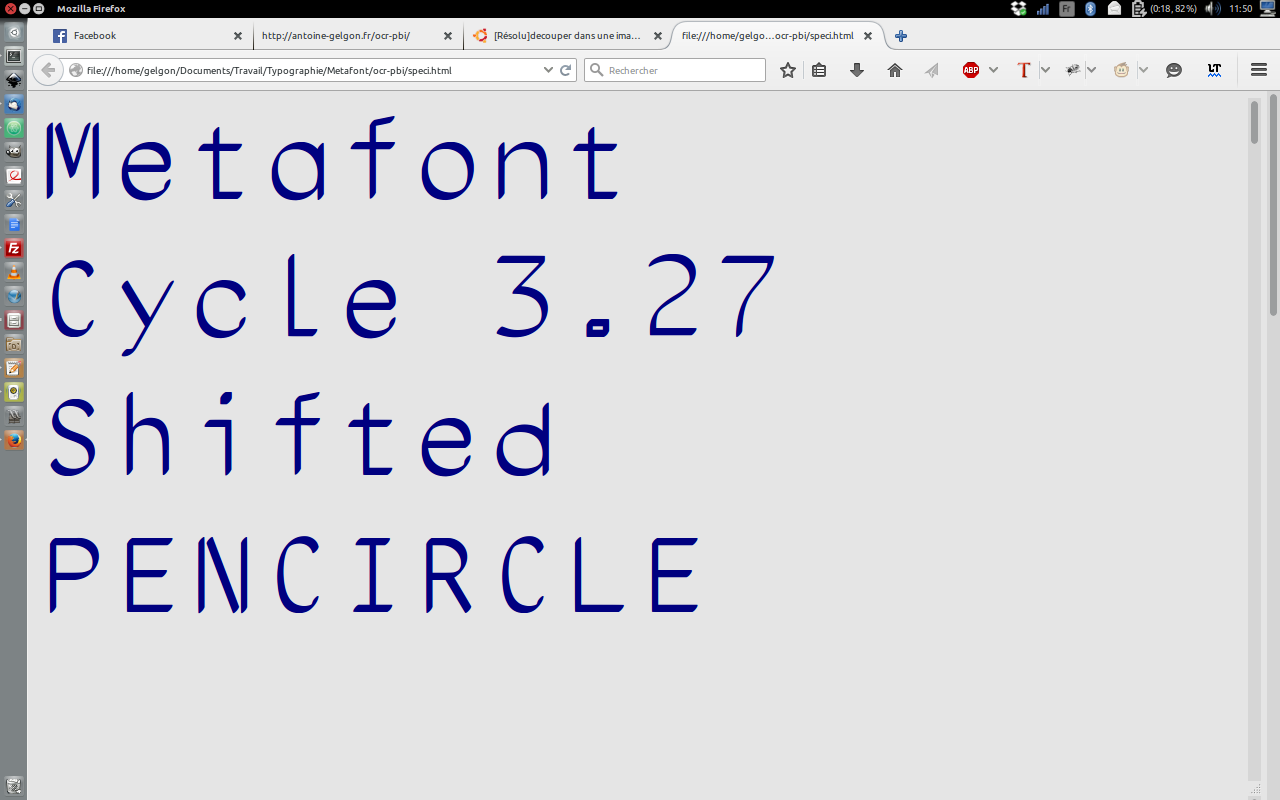 Mozilla Firefox
Fr
(0:18, 82%)
11:50
Facebook
http://antoine-gelgon.fr/ocr-pbi/
[Résolu]decouper dans une ima...
file:///home/gelgo...ocr-pbi/speci.html
file:///home/gelgon/Documents/Travail/Typographie/Metafont/ocr-pbi/speci.html
Rechercher
ABP
T
LT
Fz
Metafont
Cycle 3.27
Shifted
PENCIRCLE